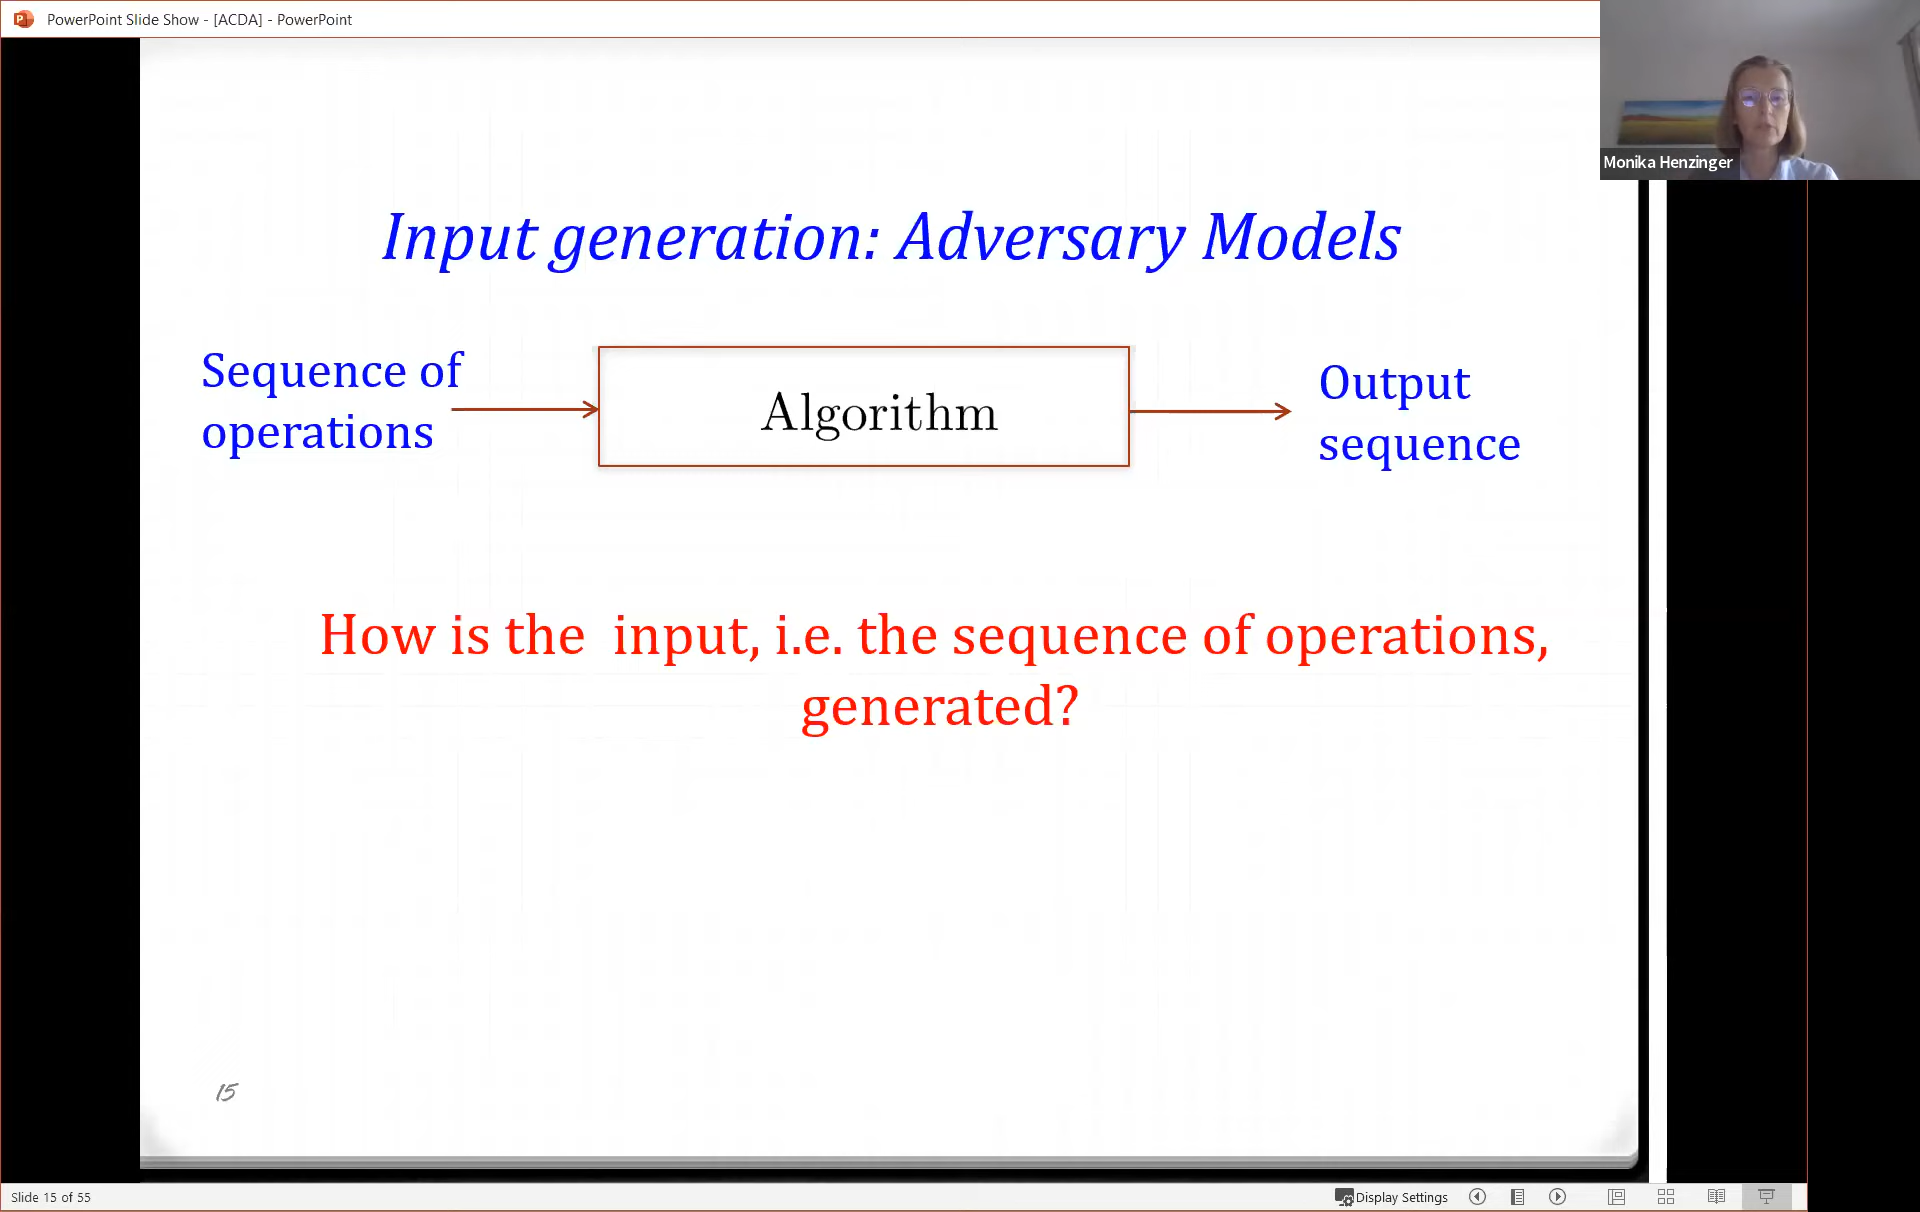 PowerPoint Slide Show - [ACDA] - PowerPoint
Monika Henzinger
Input generation: Adversary Models
Sequence of
operations
Algorithm
Output
sequence
How is the  input, i.e. the sequence of operations,
generated?
15
Slide 15 of 55
Display Settings